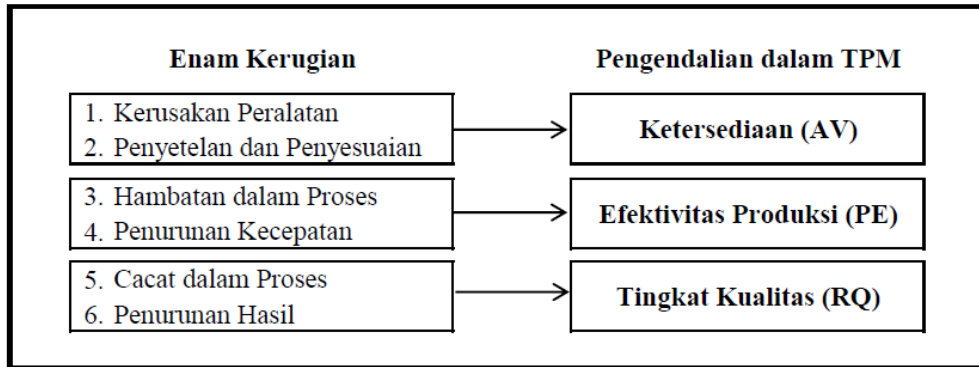 Enam Kerugian
Pengendalian dalam TPM
1. Kerusakan Peralatan
2. Penyetelan dan Penyesuaian
Ketersediaan (AV)
3. Hambatan dalam Proses
4. Penurunan Kecepatan
Efektivitas Produksi (PE)
5. Cacat dalam Proses
6. Penurunan Hasil
Tingkat Kualitas (RQ)